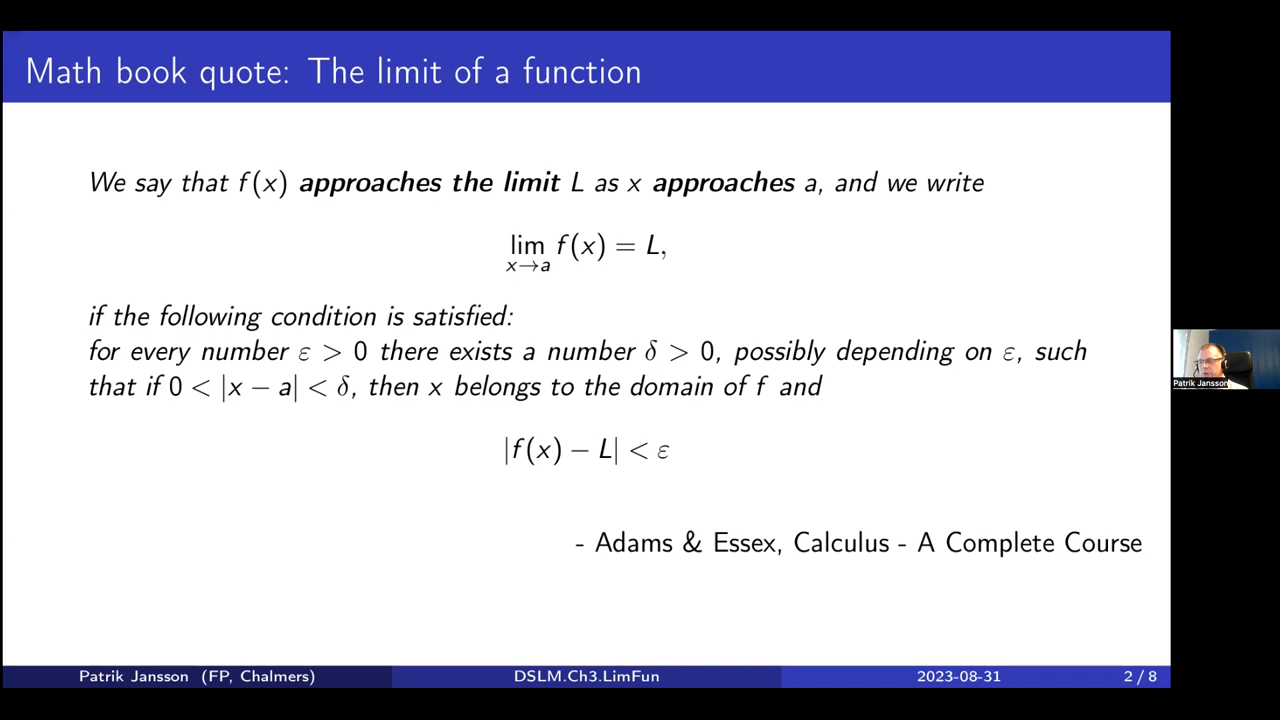 Math book quote: The limit of a function
We say that f(x) approaches the limit L as x approaches a, and we write
lim f(x) = L,
x→a
if the following condition is satisfied:
for every number ε > 0 there exists a number δ > 0, possibly depending on ε, such
that if 0 < |x − a| < δ, then x belongs to the domain of f and
|f(x) − L| < ε
- Adams & Essex, Calculus - A Complete Course
Patrik Jansson
Patrik Jansson (FP, Chalmers) DSLM.Ch3.LimFun 2023-08-31 2 / 8